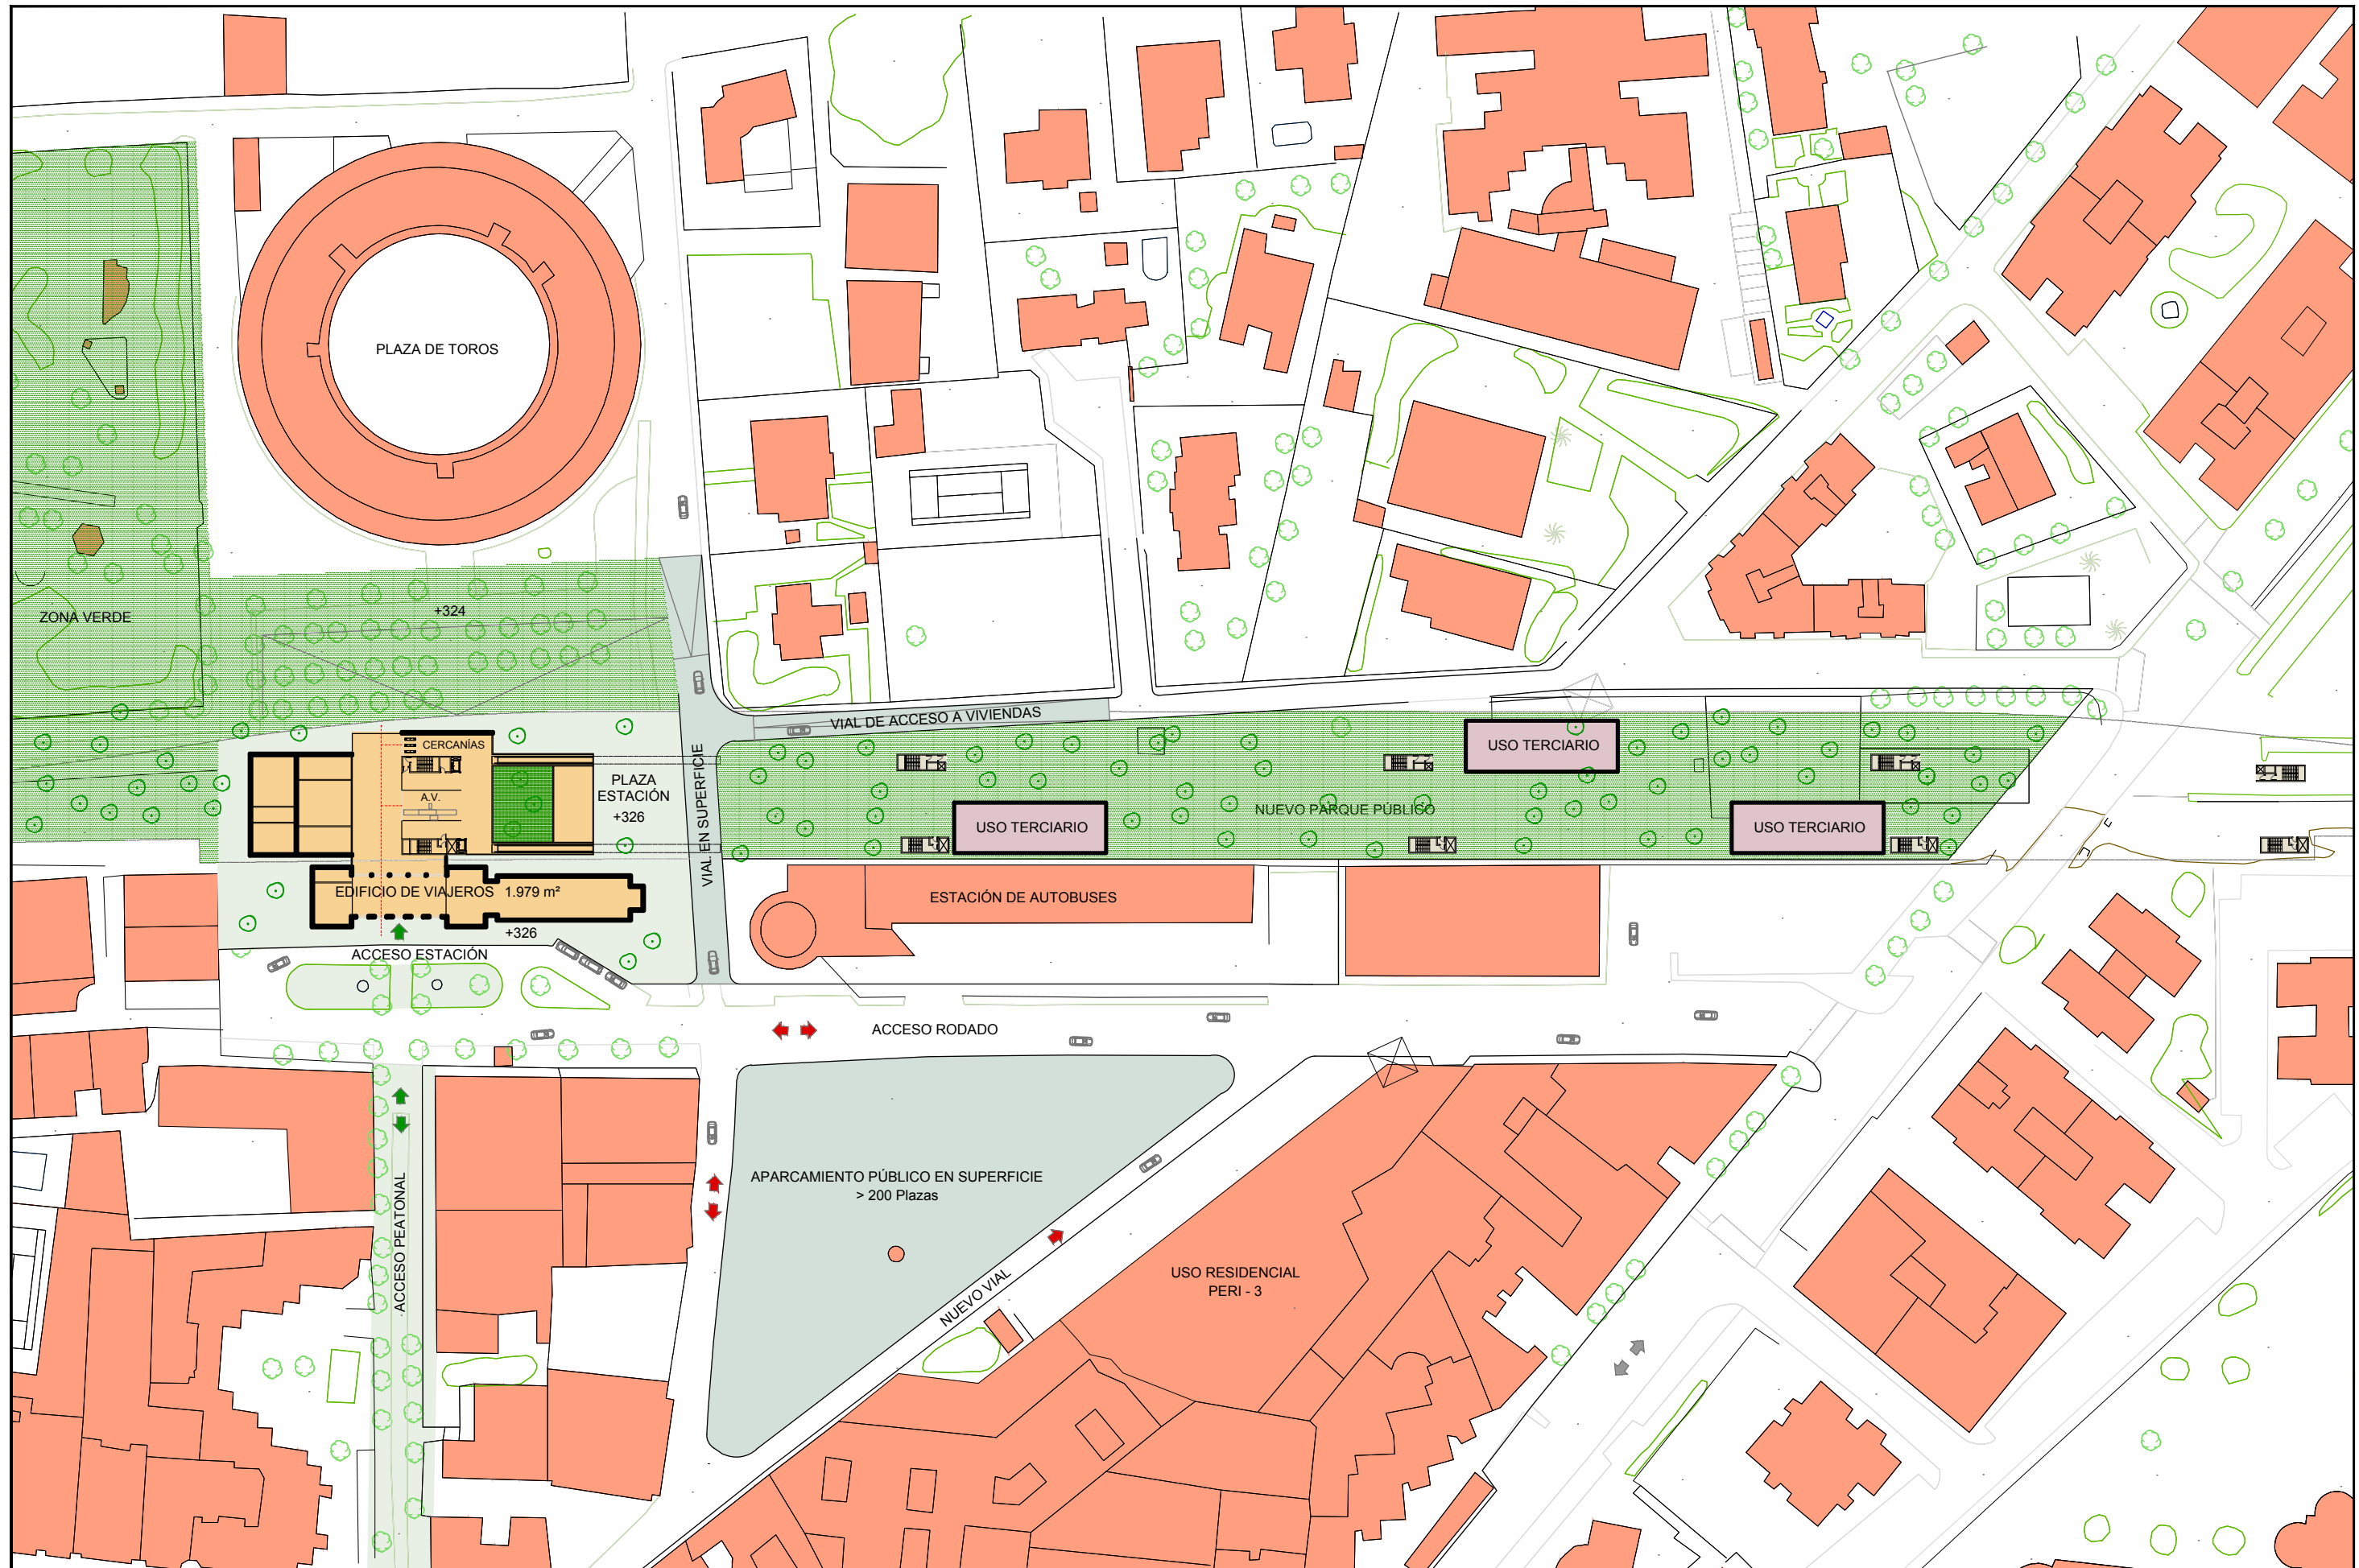 PLAZA DE TOROS
ZONA VERDE
+324
VIAL DE ACCESO A VIVIENDAS
CERCANÍAS
A.V.
PLAZA
ESTACIÓN
+326
VIAL EN SUPERFICIE
USO TERCIARIO
NUEVO PARQUE PÚBLICO
USO TERCIARIO
USO TERCIARIO
EDIFICIO DE VIAJEROS 1.979 m²
ESTACIÓN DE AUTOBUSES
+326
ACCESO ESTACIÓN
ACCESO RODADO
ACCESO PEATONAL
APARCAMIENTO PÚBLICO EN SUPERFICIE
> 200 Plazas
NUEVO VIAL
USO RESIDENCIAL
PERI - 3